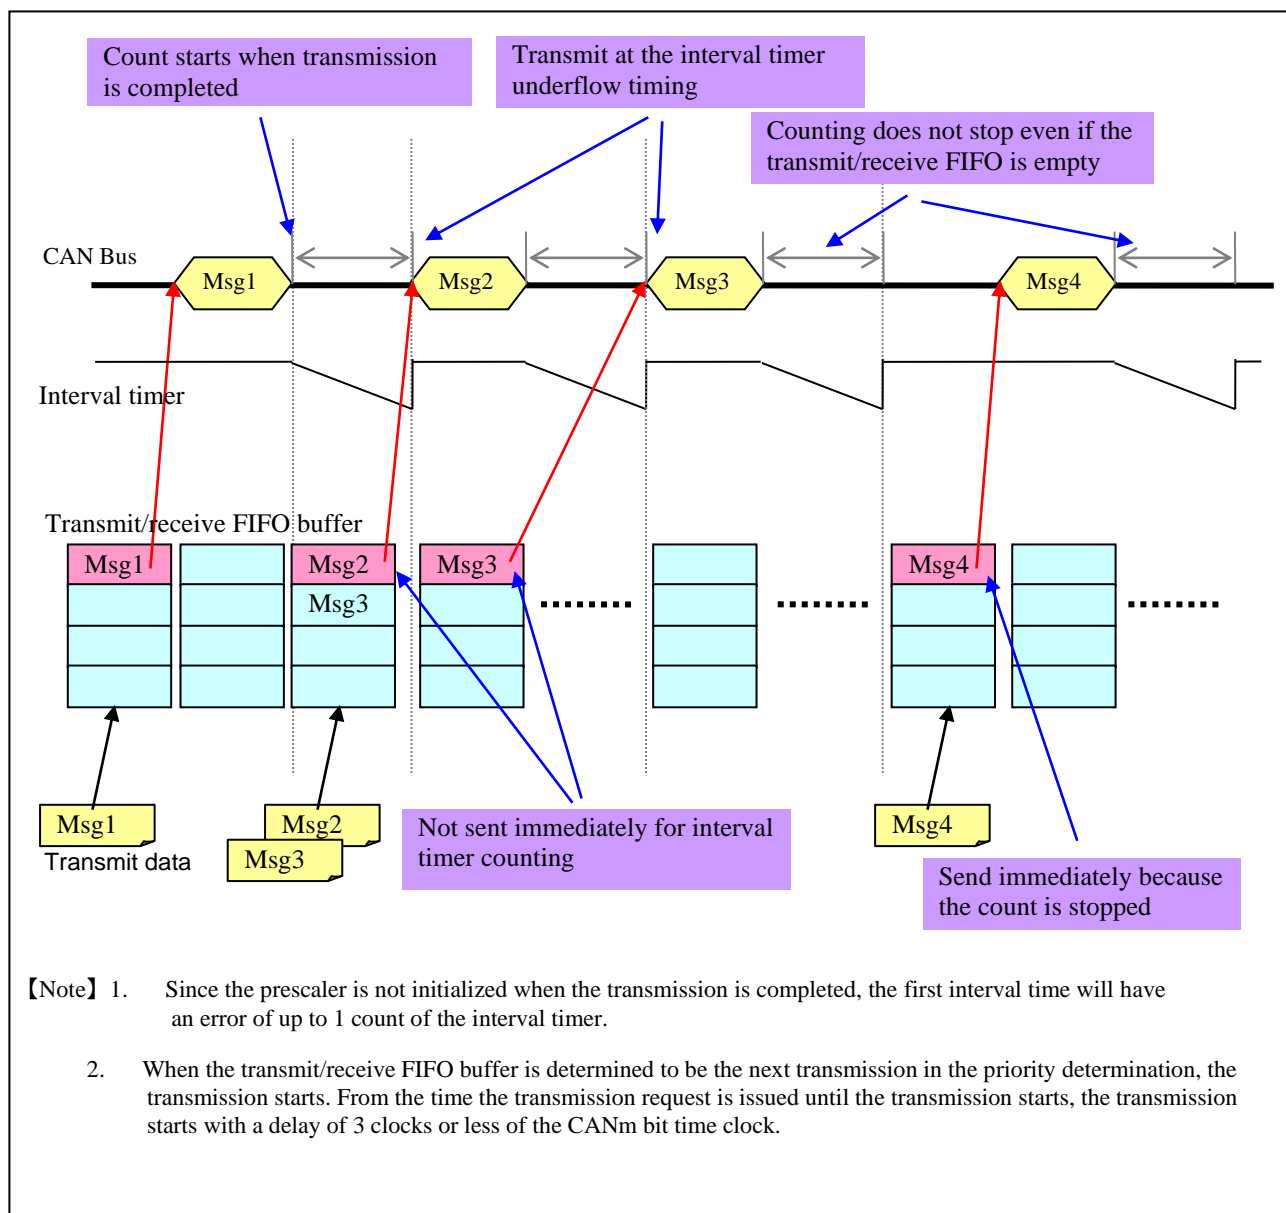 Count starts when transmission
is completed
Transmit at the interval timer
underflow timing
Counting does not stop even if the
transmit/receive FIFO is empty
CAN Bus
Msg1
Msg2
Msg3
Msg4
Interval timer
Transmit/receive FIFO buffer
Msg1
Msg2
Msg3
Msg4
Msg3
Msg1
Msg2
Msg4
Msg3
Transmit data
Not sent immediately for interval
timer counting
Send immediately because
the count is stopped
【Note】1. Since the prescaler is not initialized when the transmission is completed, the first interval time will have
an error of up to 1 count of the interval timer.
2. When the transmit/receive FIFO buffer is determined to be the next transmission in the priority determination, the
transmission starts. From the time the transmission request is issued until the transmission starts, the transmission
starts with a delay of 3 clocks or less of the CANm bit time clock.